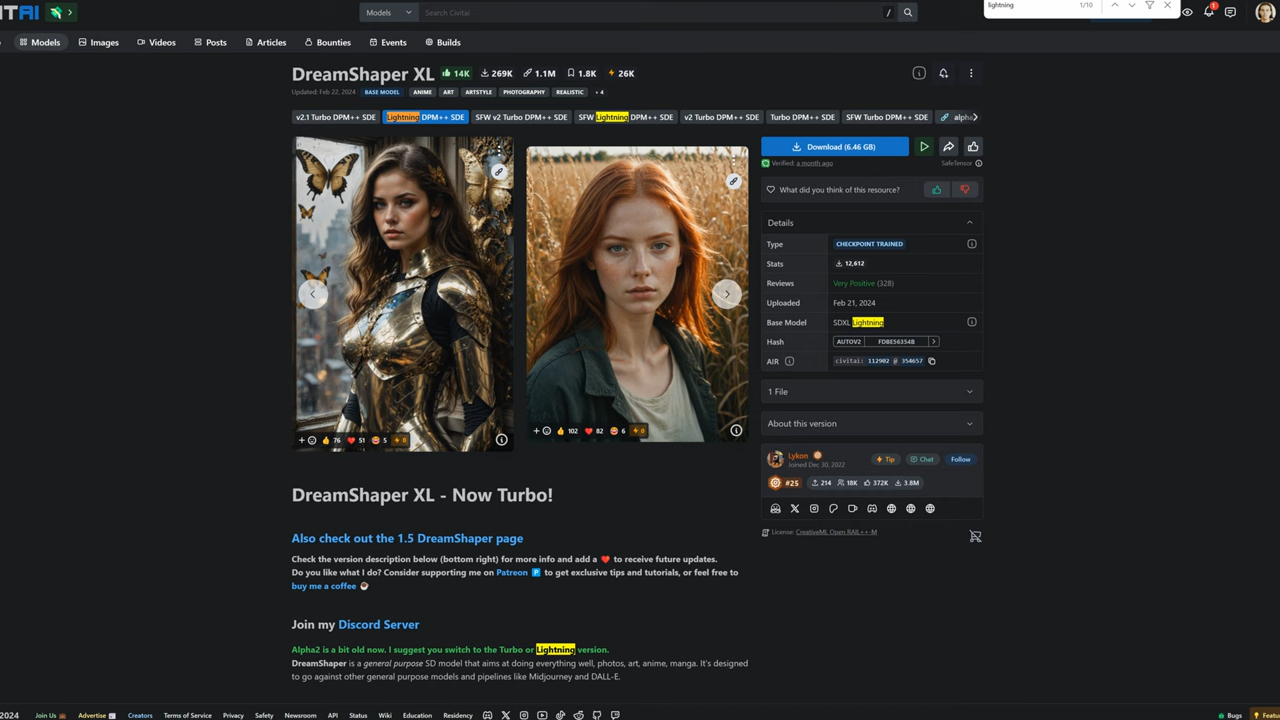 ITAI
Models
Search Civitai
/
lightning
1/10
1
Models
Images
Videos
Posts
Articles
Bounties
Events
Builds
DreamShaper XL
14K
269K
1.1M
1.8K
26K
Updated: Feb 22, 2024
BASE MODEL
ANIME
ART
ARTSTYLE
PHOTOGRAPHY
REALISTIC
+ 4
v2.1 Turbo DPM++ SDE
Lightning DPM++ SDE
SFW v2 Turbo DPM++ SDE
SFW Lightning DPM++ SDE
v2 Turbo DPM++ SDE
Turbo DPM++ SDE
SFW Turbo DPM++ SDE
alpha
76
51
5
0
102
82
6
0
Download (6.46 GB)
Verified: a month ago
SafeTensor
What did you think of this resource?
Details
Type
CHECKPOINT TRAINED
Stats
12,612
Reviews
Very Positive (328)
Uploaded
Feb 21, 2024
Base Model
SDXL Lightning
Hash
AUTOV2
FDBE56354B
AIR
civitai: 112902 @ 354657
1 File
About this version
Lykon
Joined Dec 30, 2022
Tip
Chat
Follow
#25
214
18K
372K
3.8M
License: CreativeML Open RAIL++-M
DreamShaper XL - Now Turbo!
Also check out the 1.5 DreamShaper page
Check the version description below (bottom right) for more info and add a ❤️ to receive future updates.
Do you like what I do? Consider supporting me on Patreon 🅿️ to get exclusive tips and tutorials, or feel free to
buy me a coffee ☕
Join my Discord Server
Alpha2 is a bit old now. I suggest you switch to the Turbo or Lightning version.
DreamShaper is a general purpose SD model that aims at doing everything well, photos, art, anime, manga. It's designed
to go against other general purpose models and pipelines like Midjourney and DALL-E.
2024
Join Us
Advertise
Creators
Terms of Service
Privacy
Safety
Newsroom
API
Status
Wiki
Education
Residency
Bugs
Featu